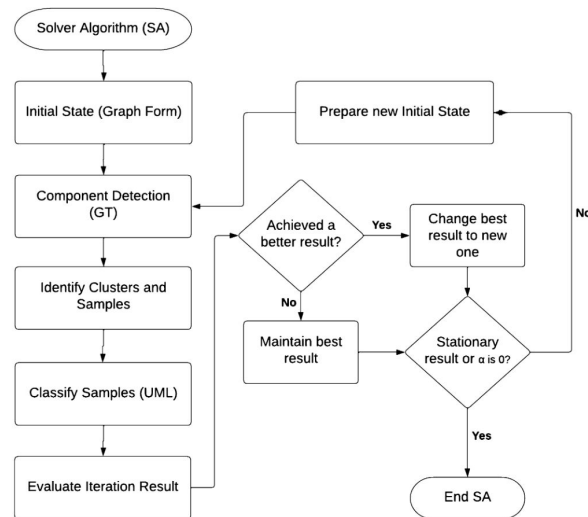 Solver Algorithm (SA)
Initial State (Graph Form)
Component Detection
(GT)
Identify Clusters and
Samples
Classify Samples (UML)
Evaluate Iteration Result
Prepare new Initial State
Achieved a
better result?
Yes
Change best
result to new
one
No
Maintain best
result
Stationary
result or α is 0?
No
Yes
End SA